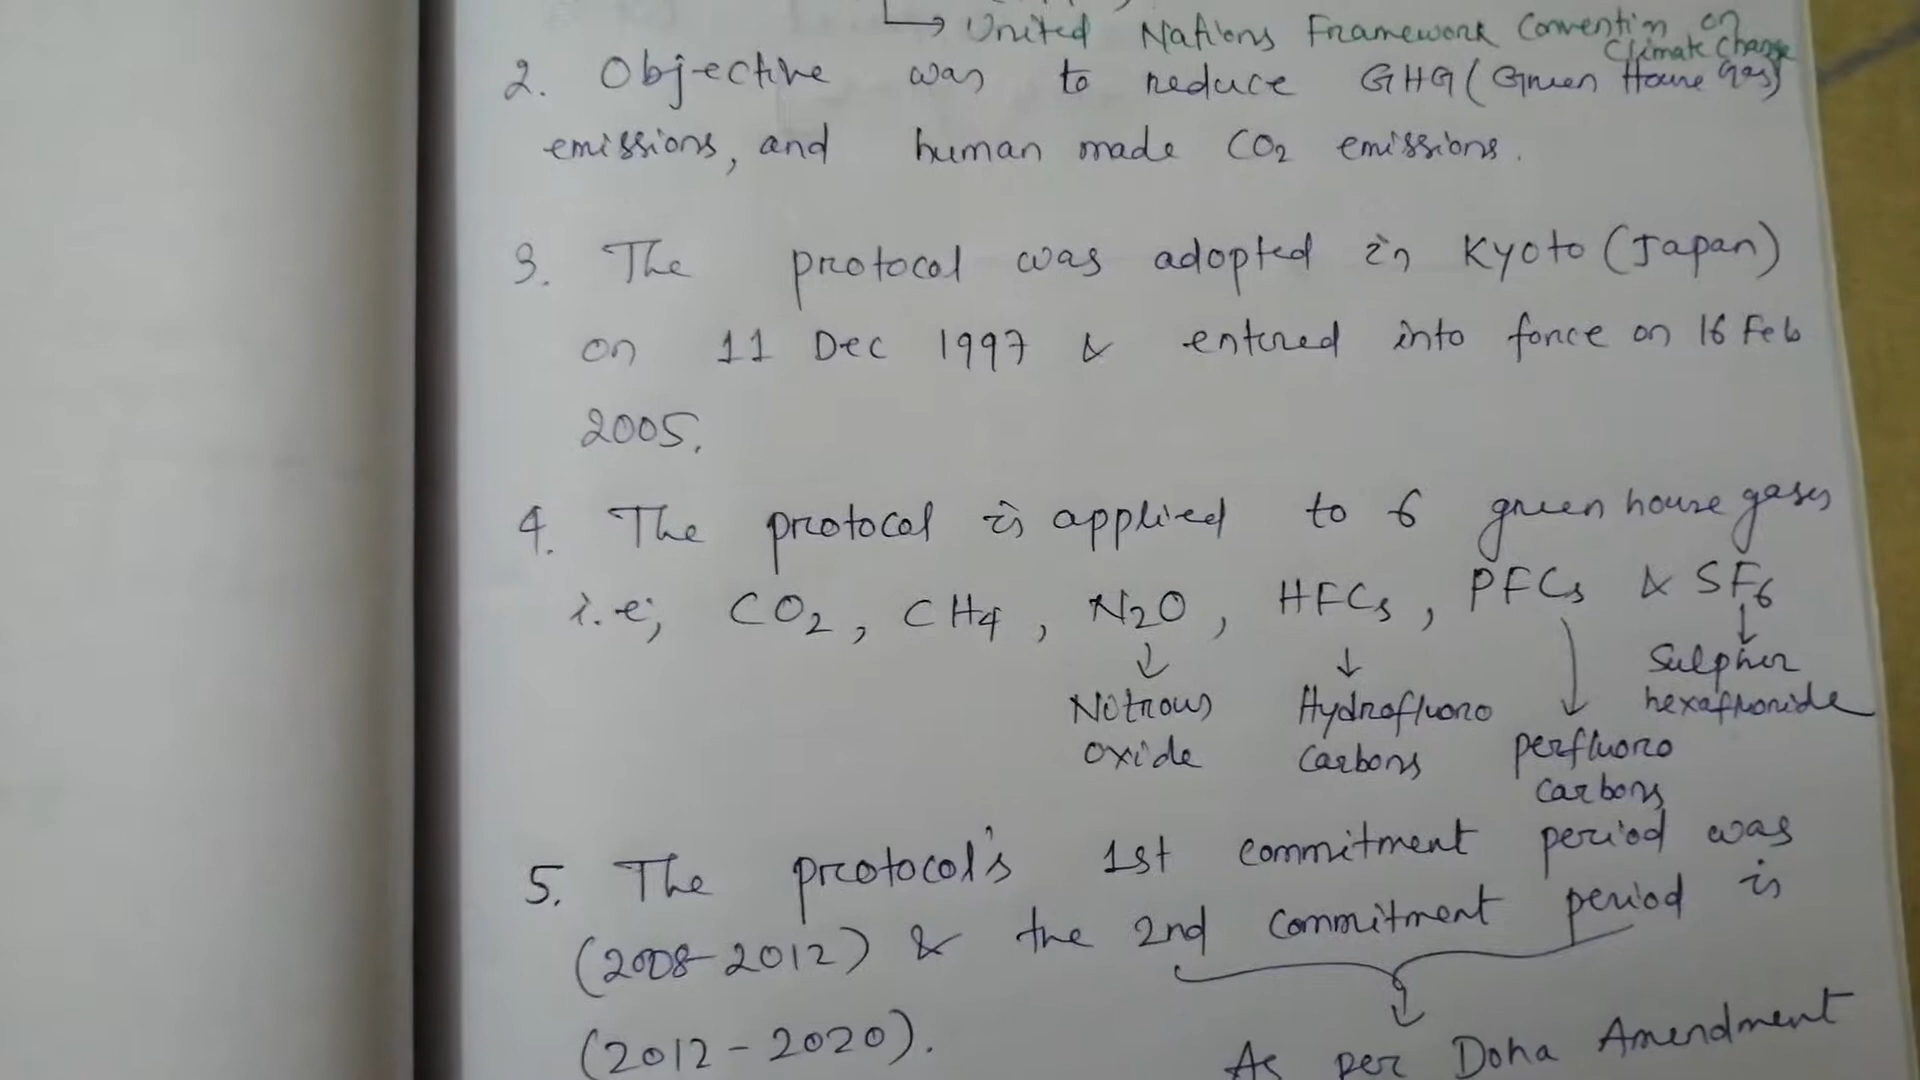 ↳ United Nations Framework Convention on
Climate Change
2. Objective was to reduce GHG (Green House Gas)
emissions, and human made CO2 emissions.
3. The protocol was adopted in Kyoto (Japan)
on 11 Dec 1997 & entered into force on 16 Feb
2005.
4. The protocol is applied to 6 green house gases
i.e; CO2, CH4, N2O, HFCs, PFCs & SF6
Nitrous Hydrofluoro Sulpher
oxide carbons hexafluoride
perfluoro
carbons
5. The protocol's 1st commitment period was
(2008-2012) & the 2nd commitment period is
(2012-2020).
As per Doha Amendment